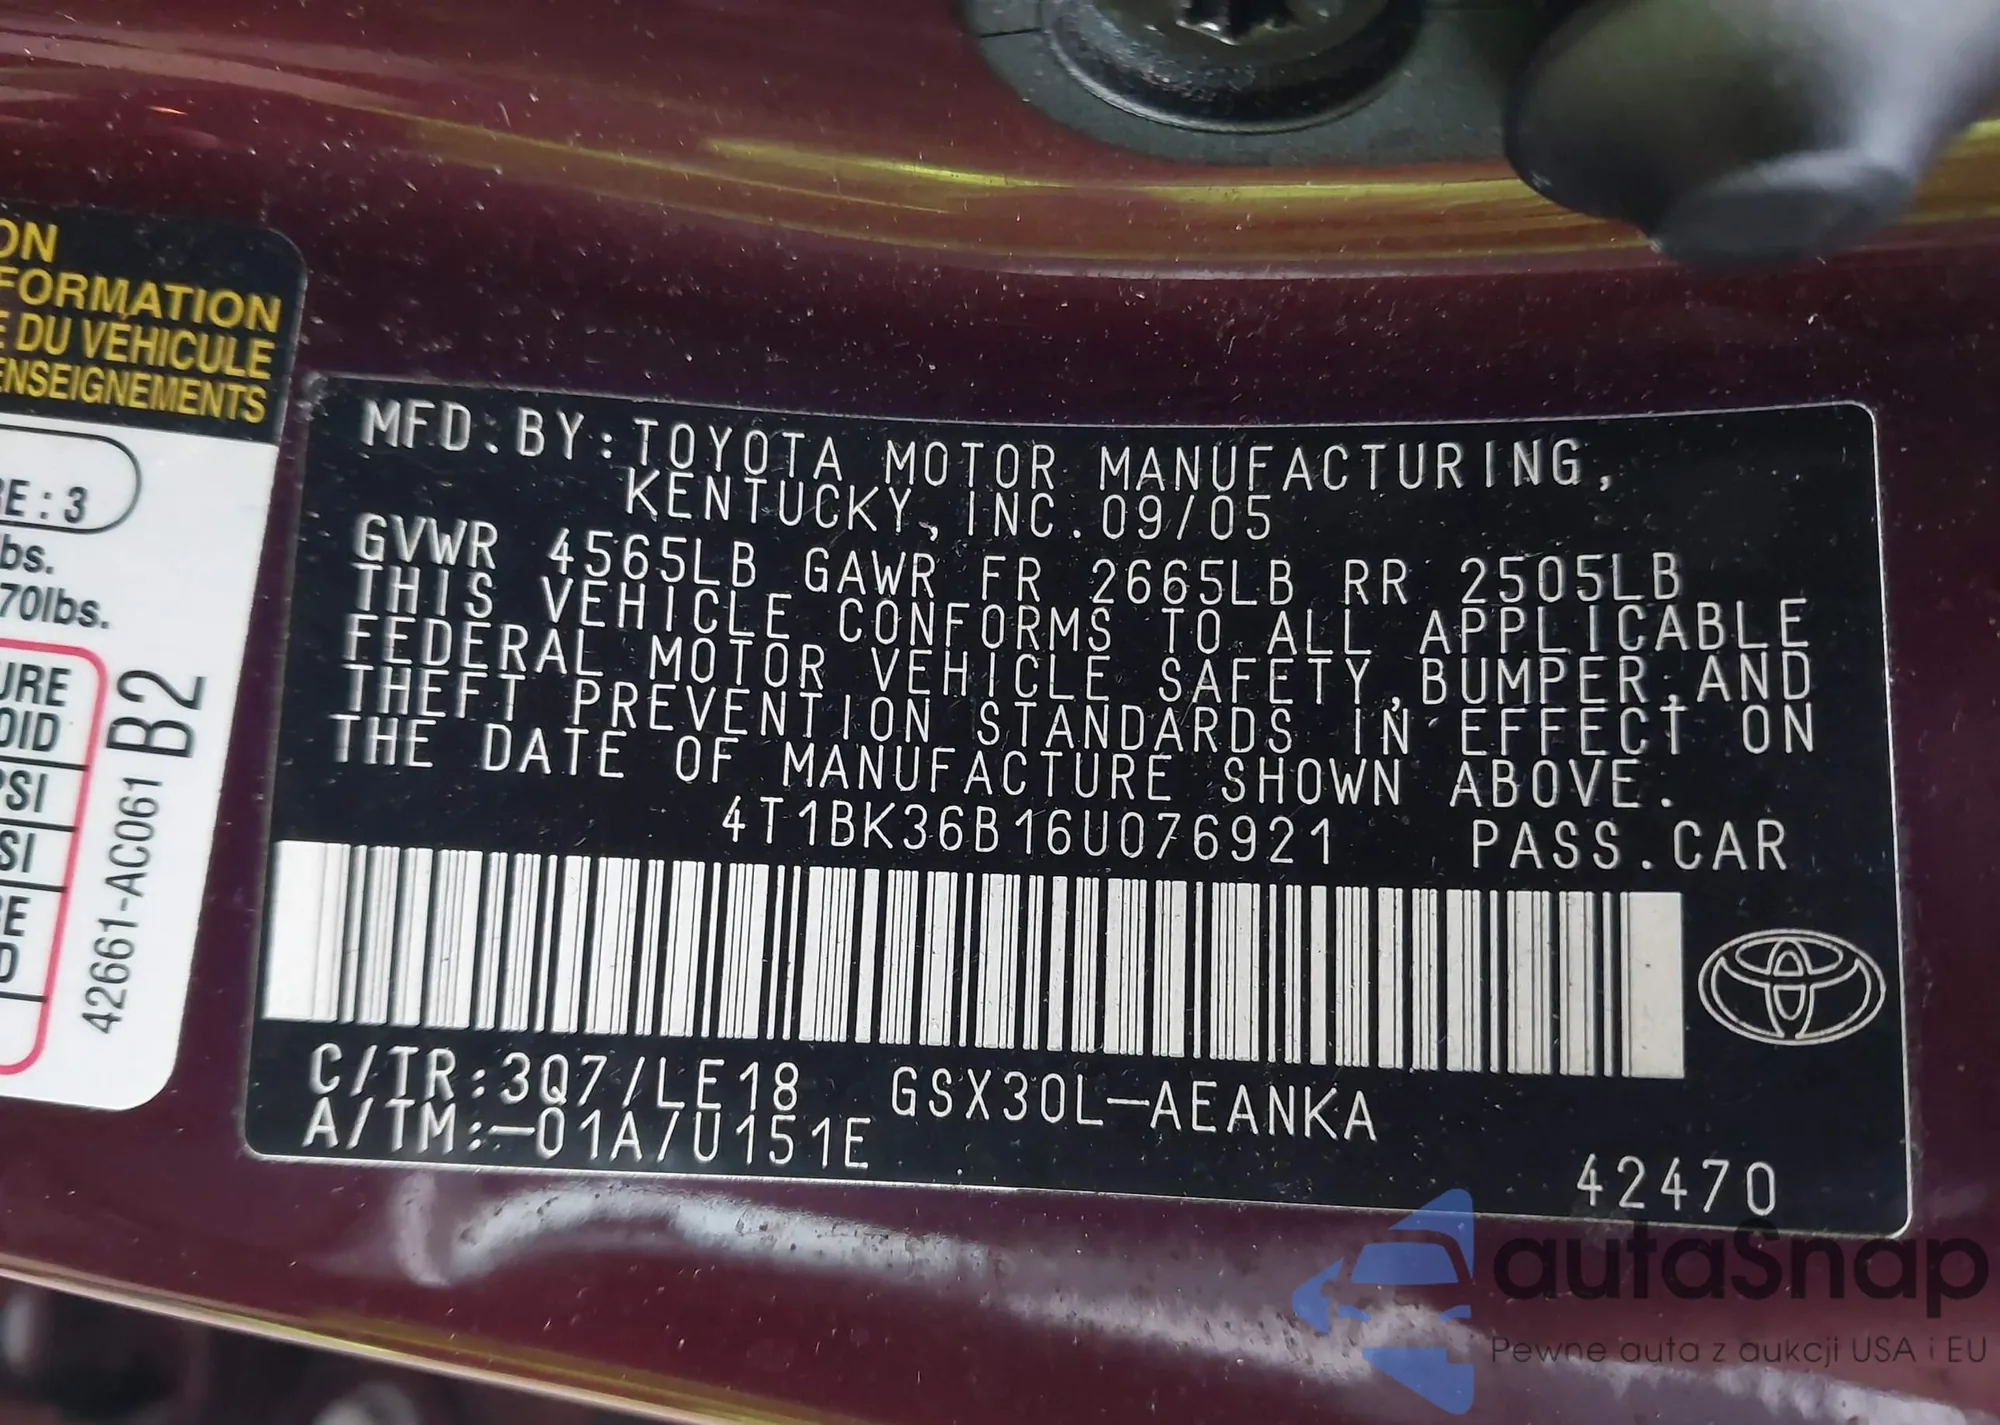 ON
FORMATION
E DU VÉHICULE
ENSEIGNEMENTS
RE : 3
bs.
70lbs.
URE
OID
PSI
SI
RE
D
42661-AC061 B2
MFD.BY:TOYOTA MOTOR MANUFACTURING,
KENTUCKY, INC. 09/05
GVWR 4565LB GAWR FR 2665LB RR 2505LB
THIS VEHICLE CONFORMS TO ALL APPLICABLE
FEDERAL MOTOR VEHICLE SAFETY,BUMPER,AND
THEFT PREVENTION STANDARDS IN EFFECT ON
THE DATE OF MANUFACTURE SHOWN ABOVE.
4T1BK36B16U076921 PASS.CAR
C/TR:3Q7/LE18 GSX30L-AEANKA
A/TM:-01A/U151E
42470
autaSnap
Pewne auta z aukcji USA i EU